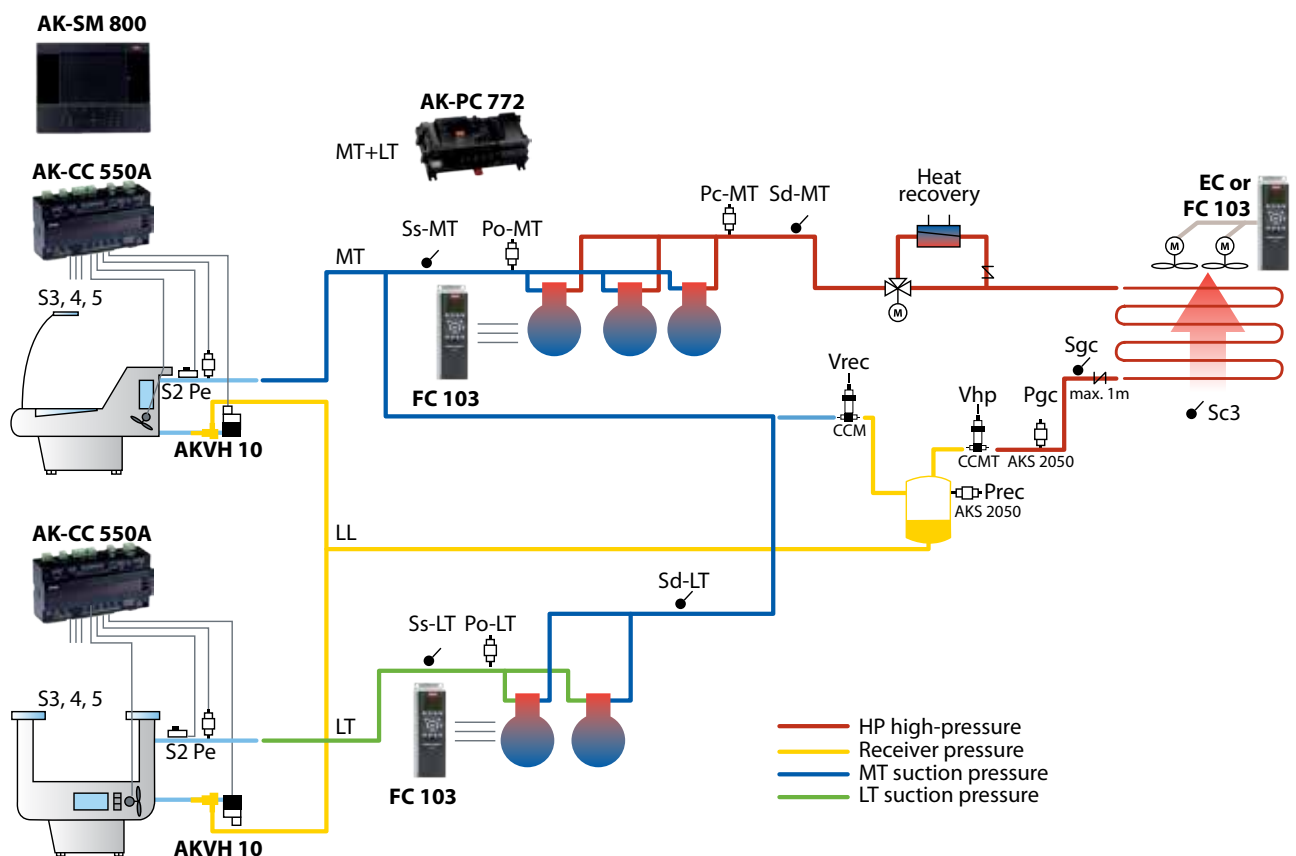 AK-SM 800
AK-CC 550A
S3, 4, 5
S2 Pe
AKVH 10
AK-PC 772
MT+LT
MT
Ss-MT
Po-MT
FC 103
Pc-MT
Sd-MT
Heat
recovery
M
EC or
FC 103
M
M
Sgc
max. 1m
Sc3
Vrec
CCM
Vhp
CCMT
Pgc
AKS 2050
Prec
AKS 2050
LL
AK-CC 550A
S3, 4, 5
S2 Pe
AKVH 10
LT
Ss-LT
Po-LT
Sd-LT
FC 103
HP high-pressure
Receiver pressure
MT suction pressure
LT suction pressure